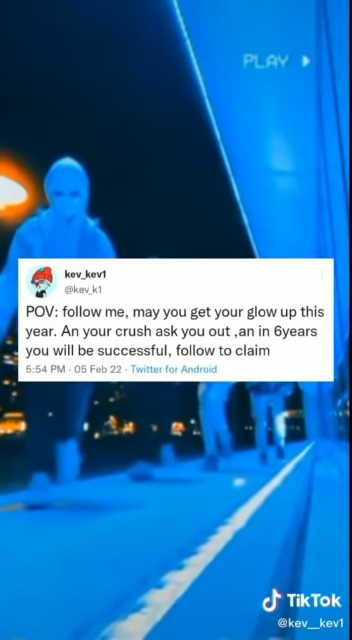 PLAY
kev_kev1
@kev_k1
POV: follow me, may you get your glow up this
year. An your crush ask you out ,an in 6years
you will be successful, follow to claim
5:54 PM · 05 Feb 22 · Twitter for Android
TikTok
@kev__kev1